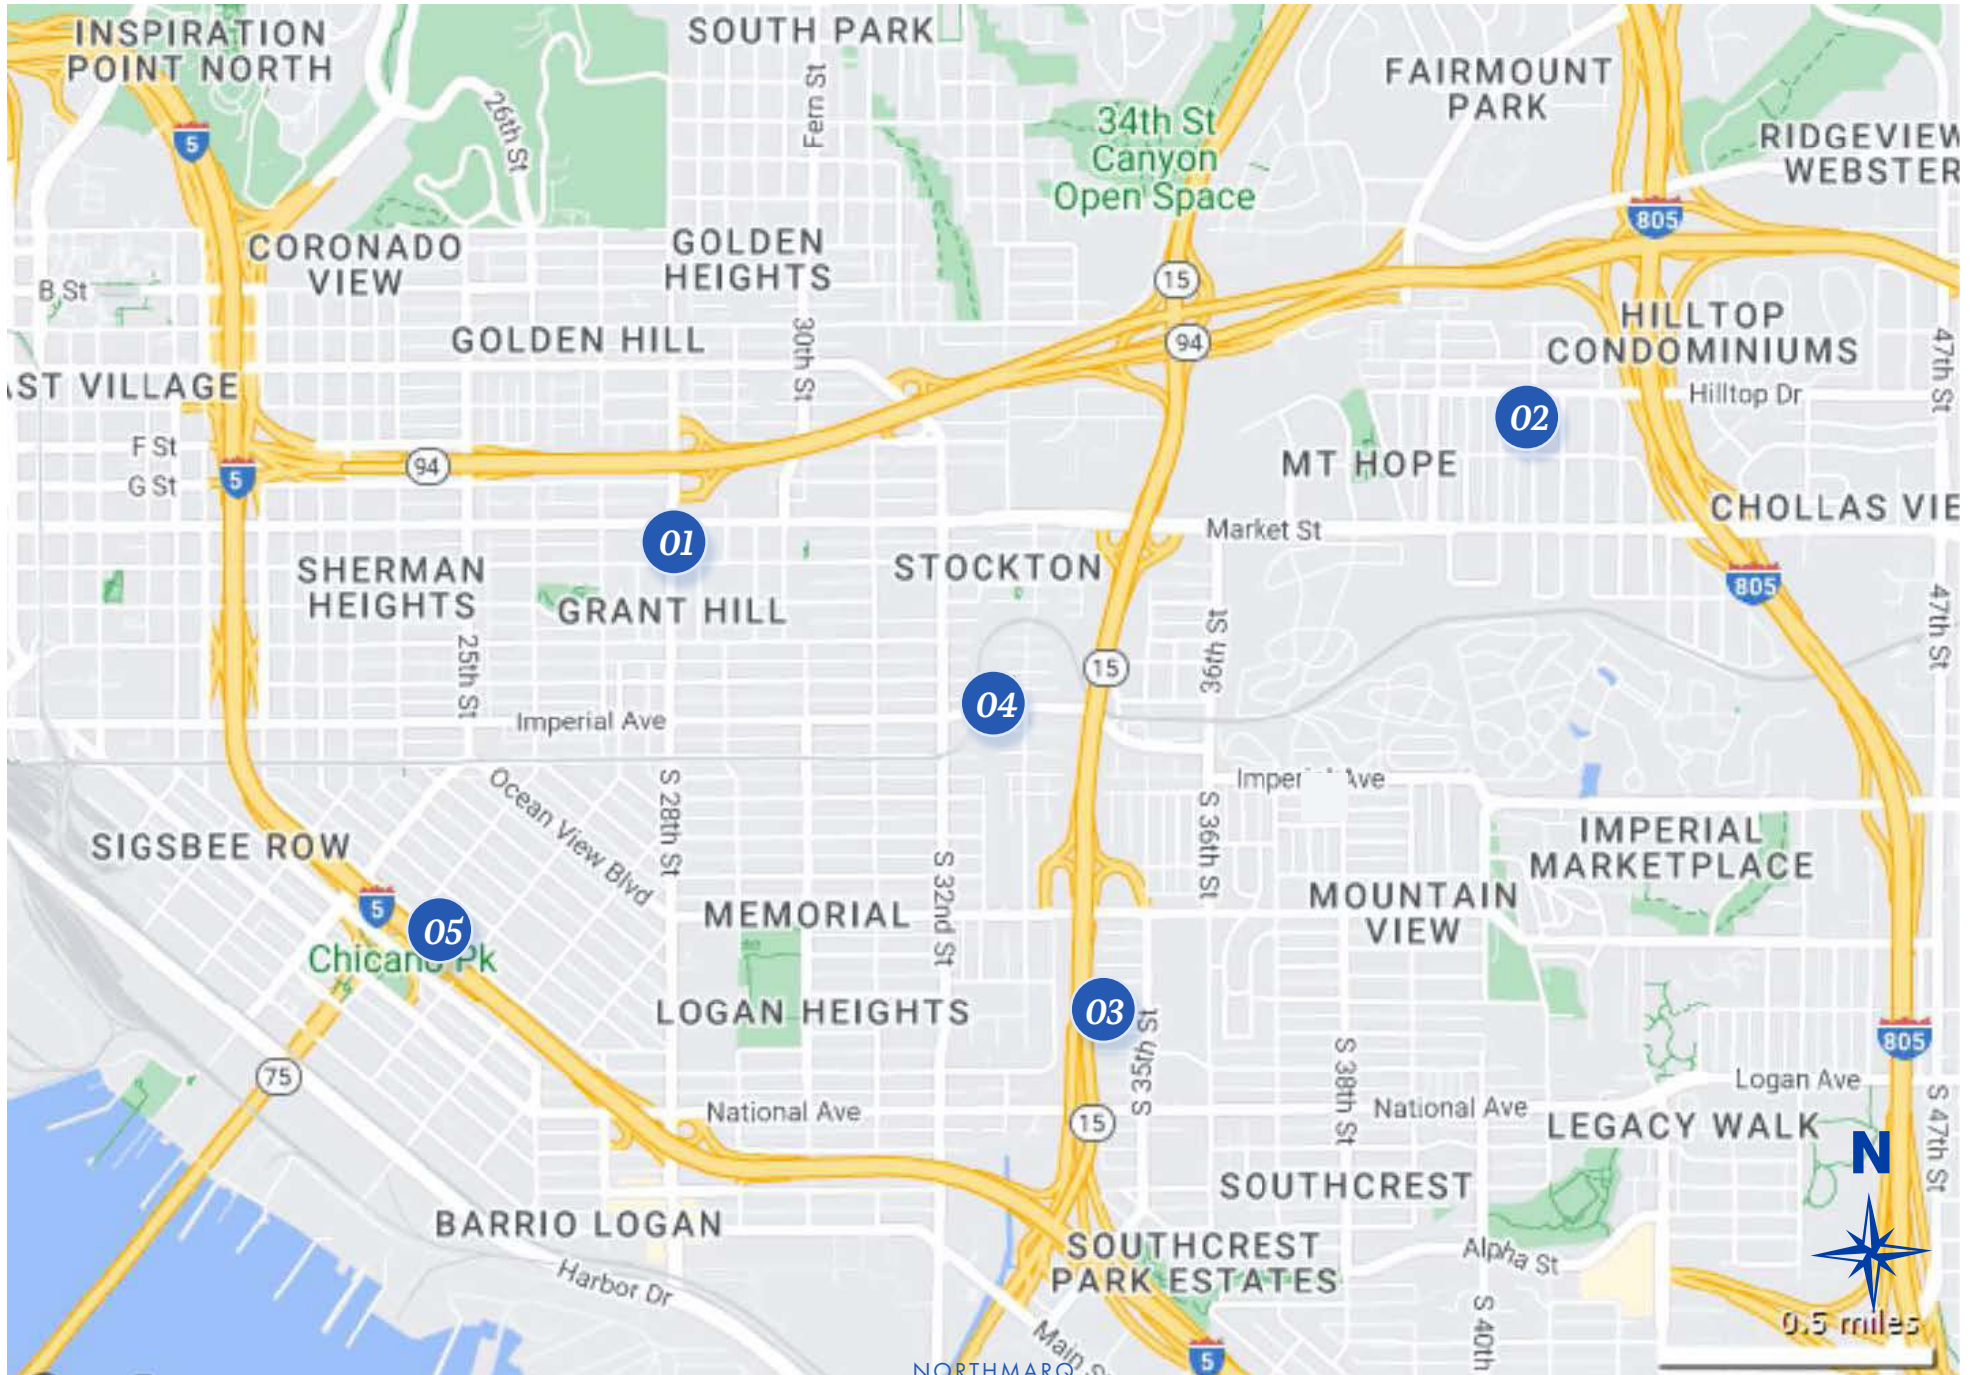 INSPIRATION
POINT NORTH
SOUTH PARK
FAIRMOUNT
PARK
26th St
Fern St
34th St
Canyon
Open Space
5
RIDGEVIEW
WEBSTER
805
CORONADO
VIEW
GOLDEN
HEIGHTS
15
B St
GOLDEN HILL
30th St
94
HILLTOP
CONDOMINIUMS
47th St
AST VILLAGE
Hilltop Dr
02
F St
94
MT HOPE
G St
5
CHOLLAS VIE
Market St
01
SHERMAN
HEIGHTS
STOCKTON
805
GRANT HILL
36th St
47th St
25th St
15
04
Imperial Ave
Ocean View Blvd
S 28th St
Imperial Ave
S 36th St
SIGSBEE ROW
IMPERIAL
MARKETPLACE
S 32nd St
5
05
MEMORIAL
MOUNTAIN
VIEW
Chicano Pk
LOGAN HEIGHTS
03
S 35th St
805
75
S 38th St
Logan Ave
National Ave
15
National Ave
LEGACY WALK
S 47th St
N
SOUTHCREST
BARRIO LOGAN
SOUTHCREST
PARK ESTATES
Alpha St
Harbor Dr
S 40th
0.5 miles
Main S
5
NORTHMARQ